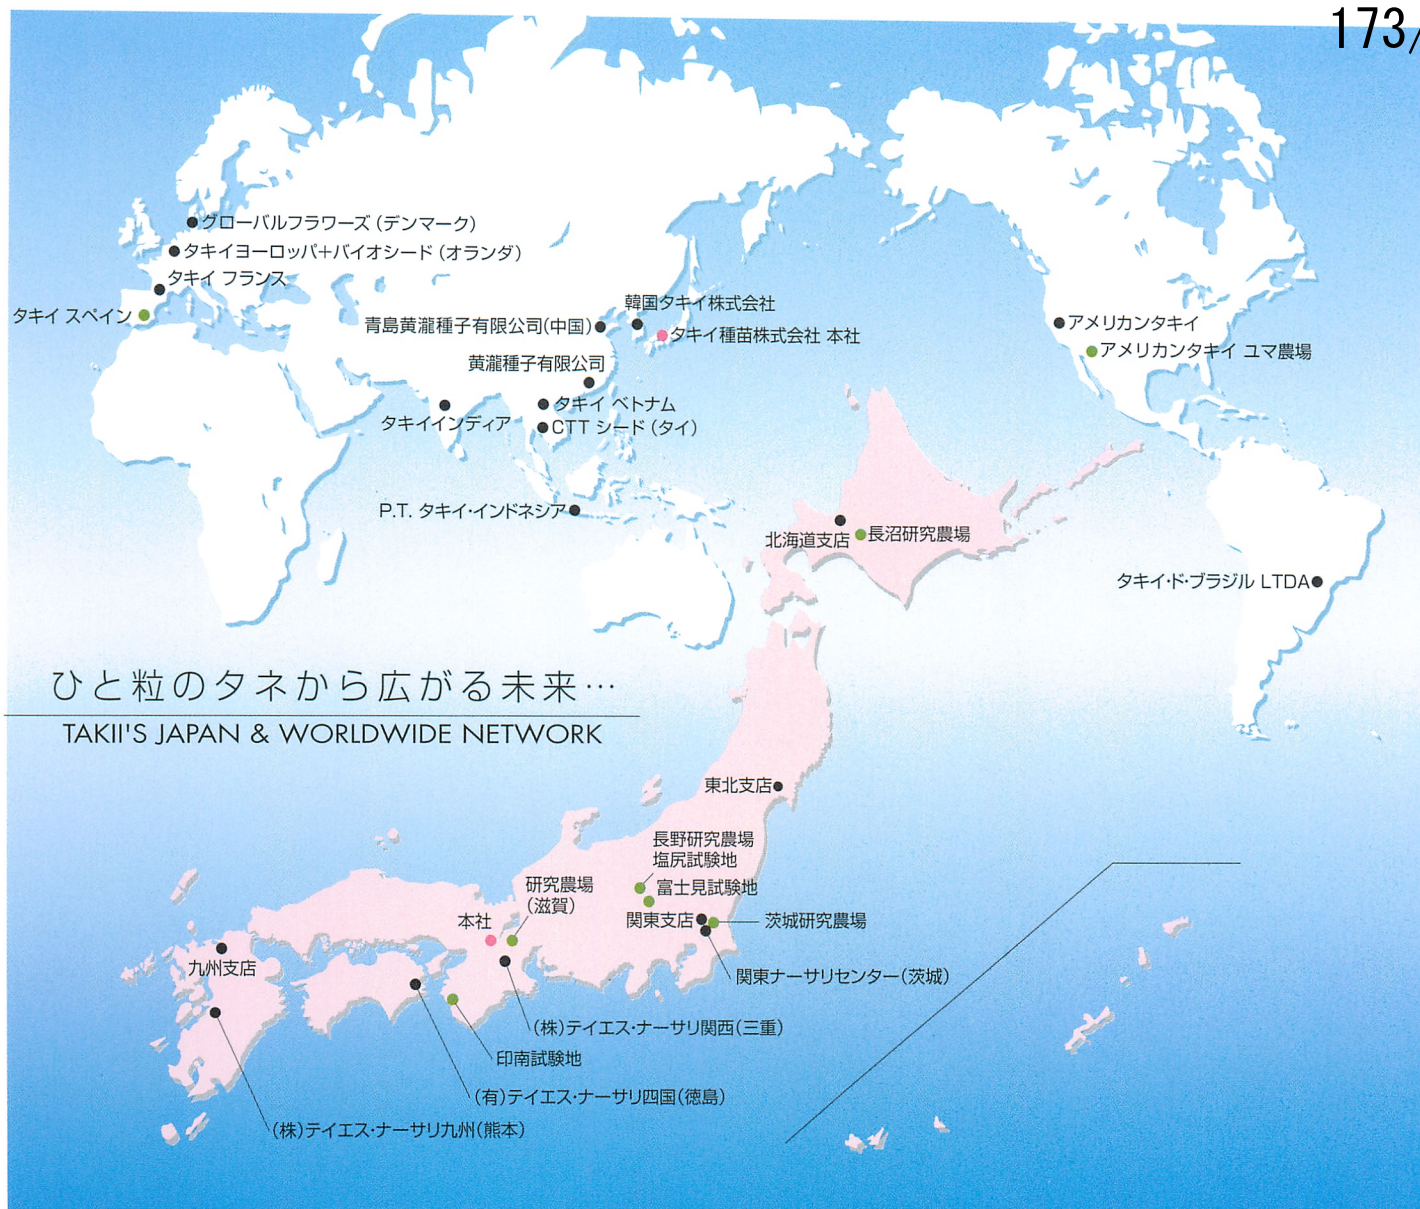 173/
グローバルフラワーズ(デンマーク)
タキイヨーロッパ+バイオシード(オランダ)
タキイ フランス
タキイ スペイン
韓国タキイ株式会社
青島黄瀧種子有限公司(中国)
タキイ種苗株式会社 本社
黄瀧種子有限公司
タキイ ベトナム
タキイインディア
CTT シード(タイ)
P.T. タキイ・インドネシア
アメリカンタキイ
アメリカンタキイ ユマ農場
タキイ・ド・ブラジル LTDA
北海道支店
長沼研究農場
ひと粒のタネから広がる未来…
TAKII'S JAPAN & WORLDWIDE NETWORK
東北支店
長野研究農場
塩尻試験地
富士見試験地
研究農場
(滋賀)
本社
関東支店
茨城研究農場
九州支店
関東ナーサリセンター(茨城)
(株)テイエス・ナーサリ関西(三重)
印南試験地
(有)テイエス・ナーサリ四国(徳島)
(株)テイエス・ナーサリ九州(熊本)